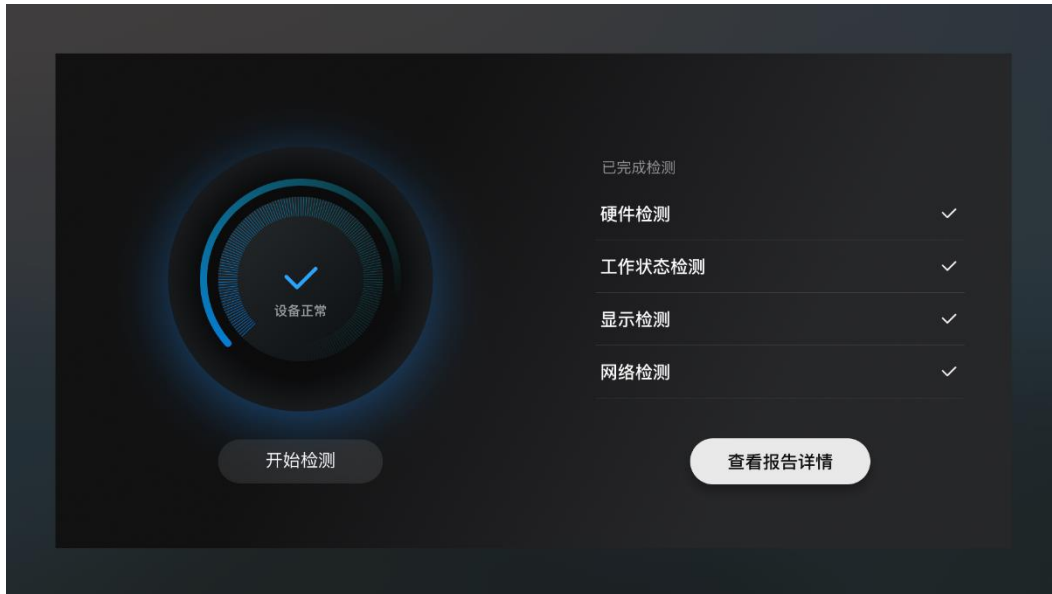 设备正常
开始检测
已完成检测
硬件检测
工作状态检测
显示检测
网络检测
查看报告详情